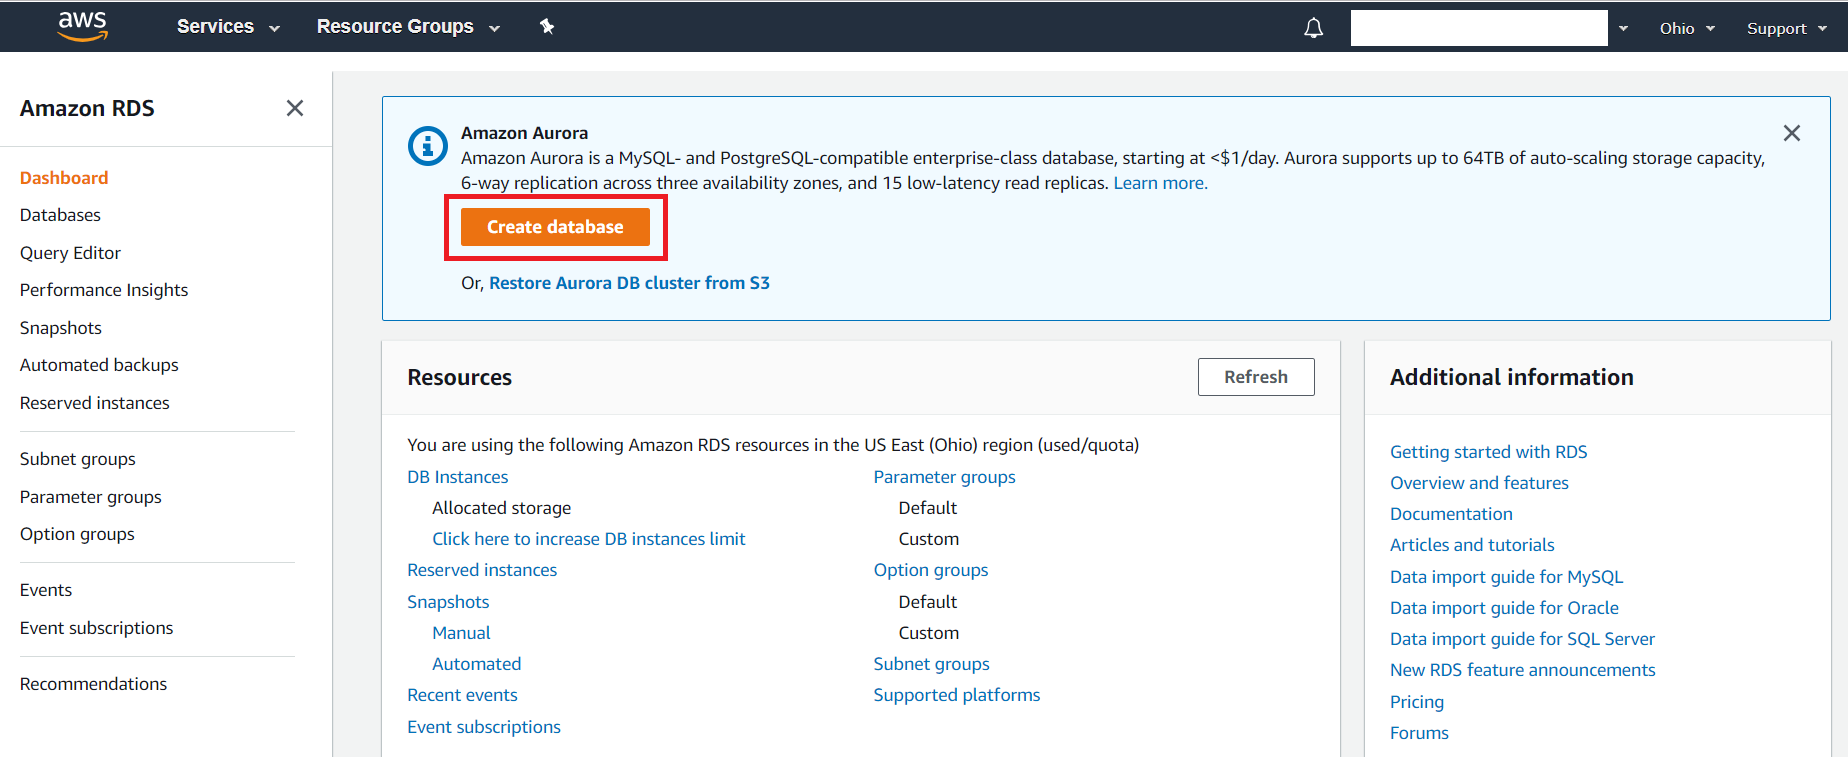 aws
Services
Resource Groups
Ohio
Support
Amazon RDS
Dashboard
Databases
Query Editor
Performance Insights
Snapshots
Automated backups
Reserved instances
Subnet groups
Parameter groups
Option groups
Events
Event subscriptions
Recommendations
Amazon Aurora
Amazon Aurora is a MySQL- and PostgreSQL-compatible enterprise-class database, starting at <$1/day. Aurora supports up to 64TB of auto-scaling storage capacity,
6-way replication across three availability zones, and 15 low-latency read replicas. Learn more.
Create database
Or, Restore Aurora DB cluster from S3
Resources
Refresh
You are using the following Amazon RDS resources in the US East (Ohio) region (used/quota)
DB Instances
Allocated storage
Click here to increase DB instances limit
Reserved instances
Snapshots
Manual
Automated
Recent events
Event subscriptions
Parameter groups
Default
Custom
Option groups
Default
Custom
Subnet groups
Supported platforms
Additional information
Getting started with RDS
Overview and features
Documentation
Articles and tutorials
Data import guide for MySQL
Data import guide for Oracle
Data import guide for SQL Server
New RDS feature announcements
Pricing
Forums